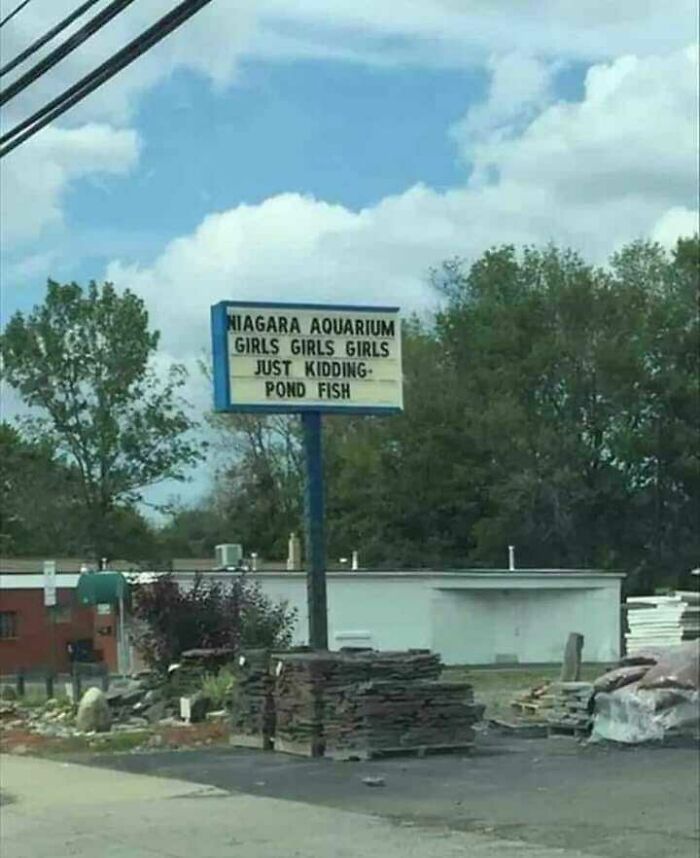 NIAGARA AQUARIUM
GIRLS GIRLS GIRLS
JUST KIDDING-
POND FISH